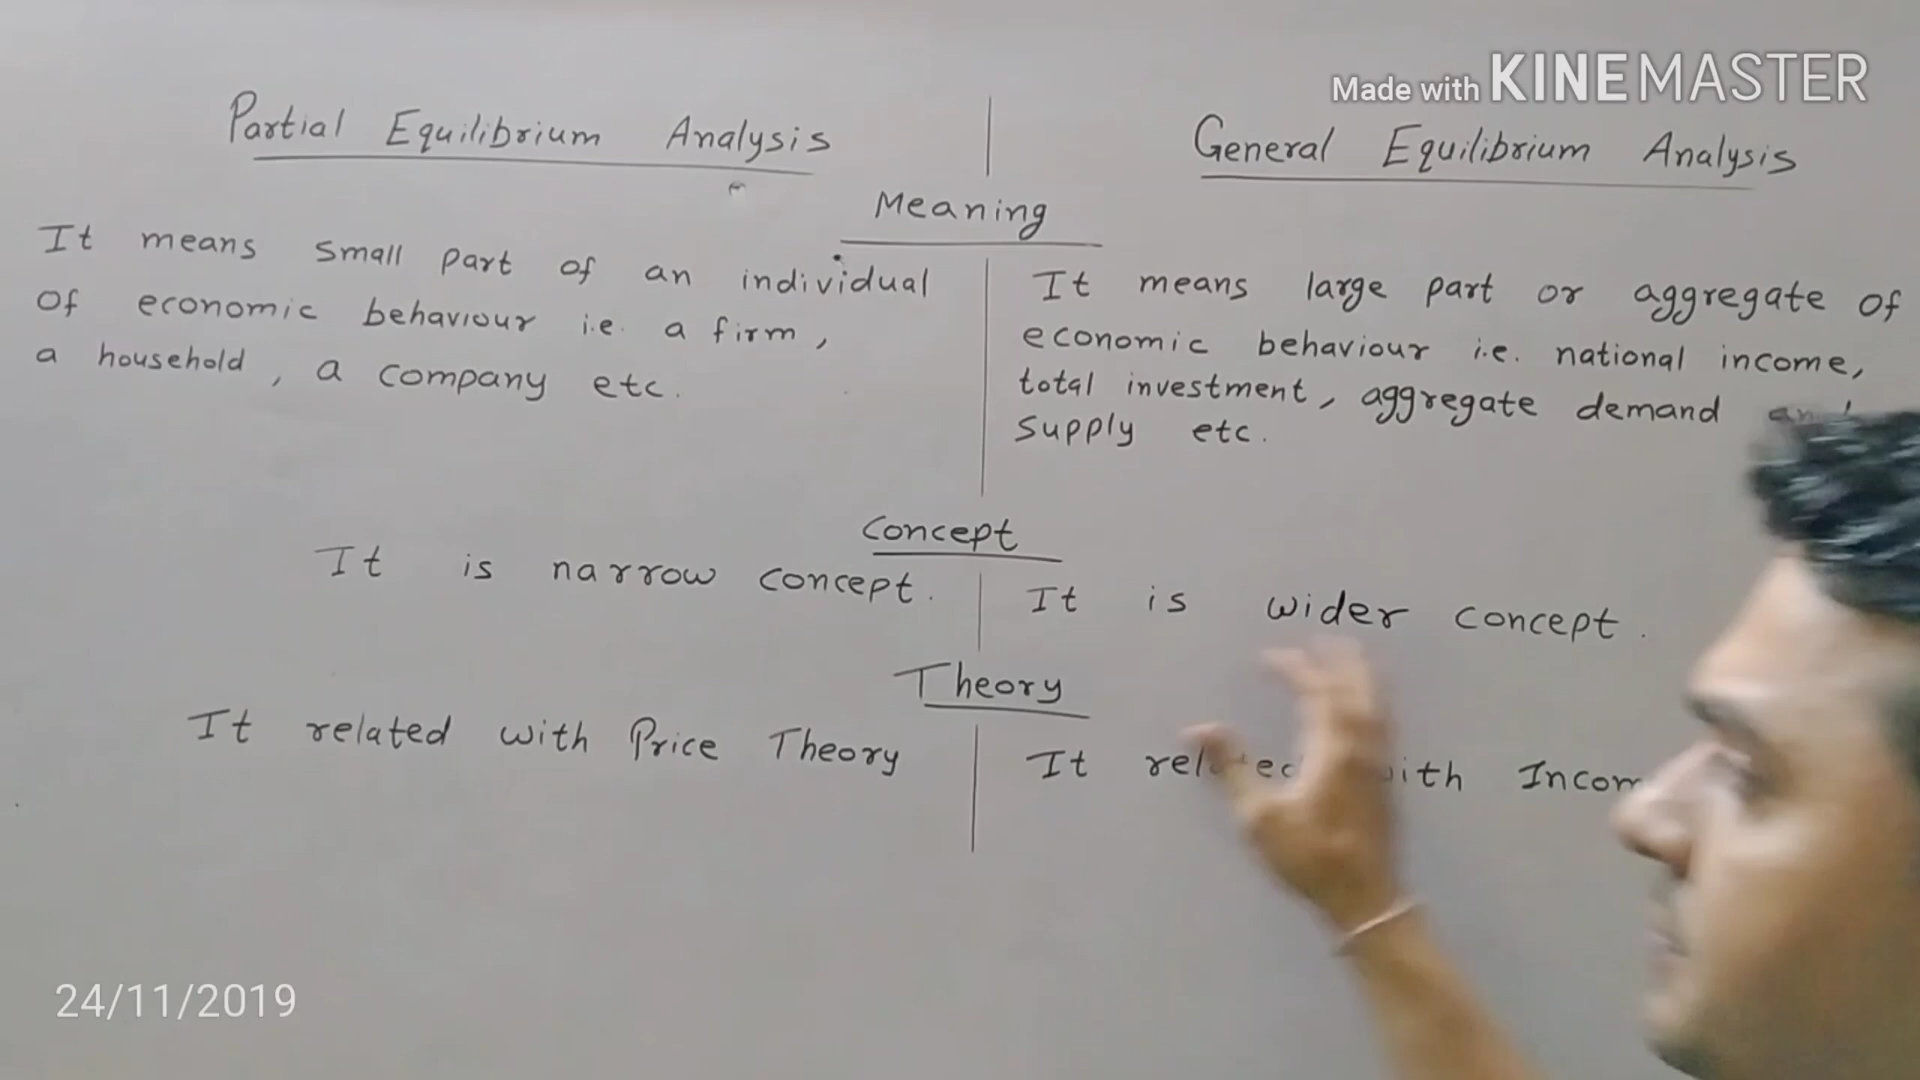 Made with KINEMASTER
Partial Equilibrium Analysis
General Equilibrium Analysis
Meaning
It means small part of an individual
of economic behaviour i.e. a firm,
a household, a company etc.
It means large part or aggregate of
economic behaviour i.e. national income,
total investment, aggregate demand
supply etc.
Concept
It is narrow concept.
It is wider concept.
Theory
It related with Price Theory
It related with
24/11/2019